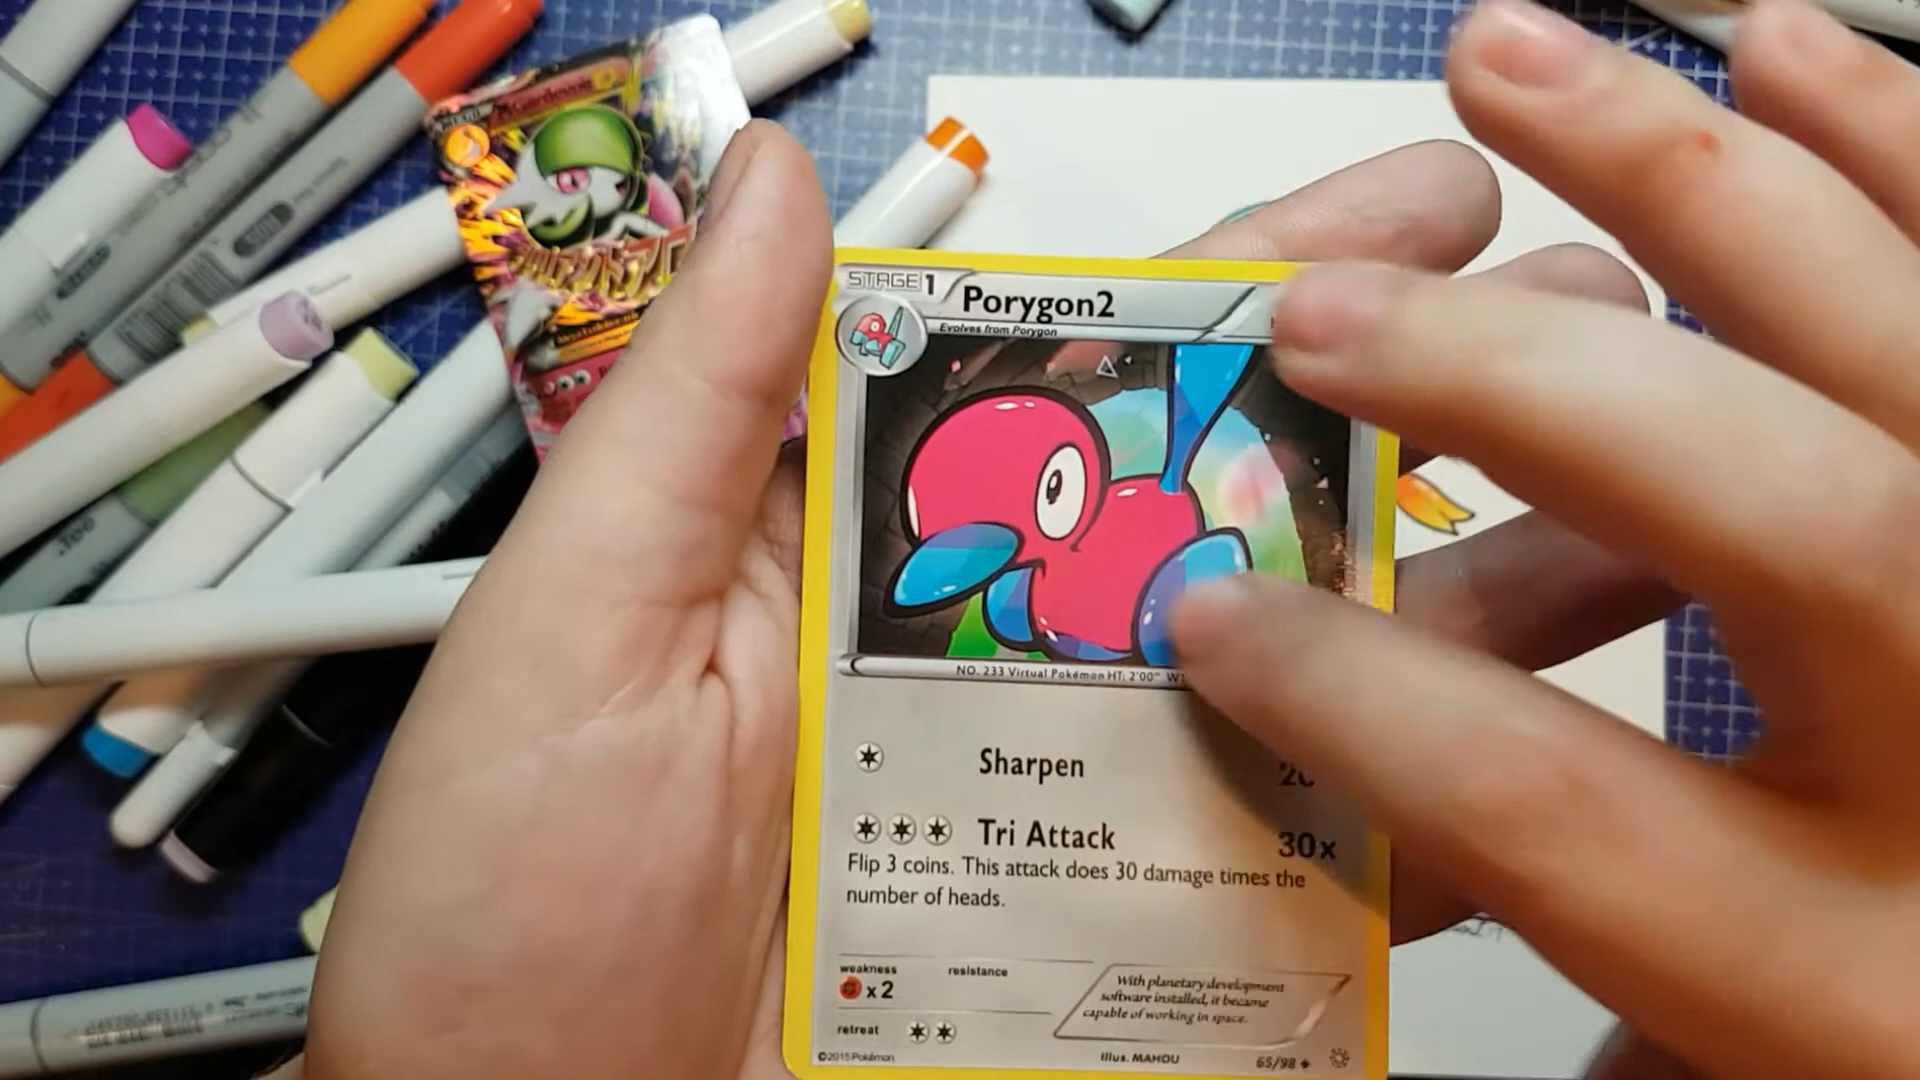 STAGE 1
Porygon2
Evolves from Porygon
NO. 233 Virtual Pokémon HT: 2'00"
Sharpen
20
Tri Attack 30x
Flip 3 coins. This attack does 30 damage times the
number of heads.
weakness
x2
resistance
retreat
With planetary development
software installed, it became
capable of working in space.
©2015 Pokémon
Illus. MAHOU
65/98